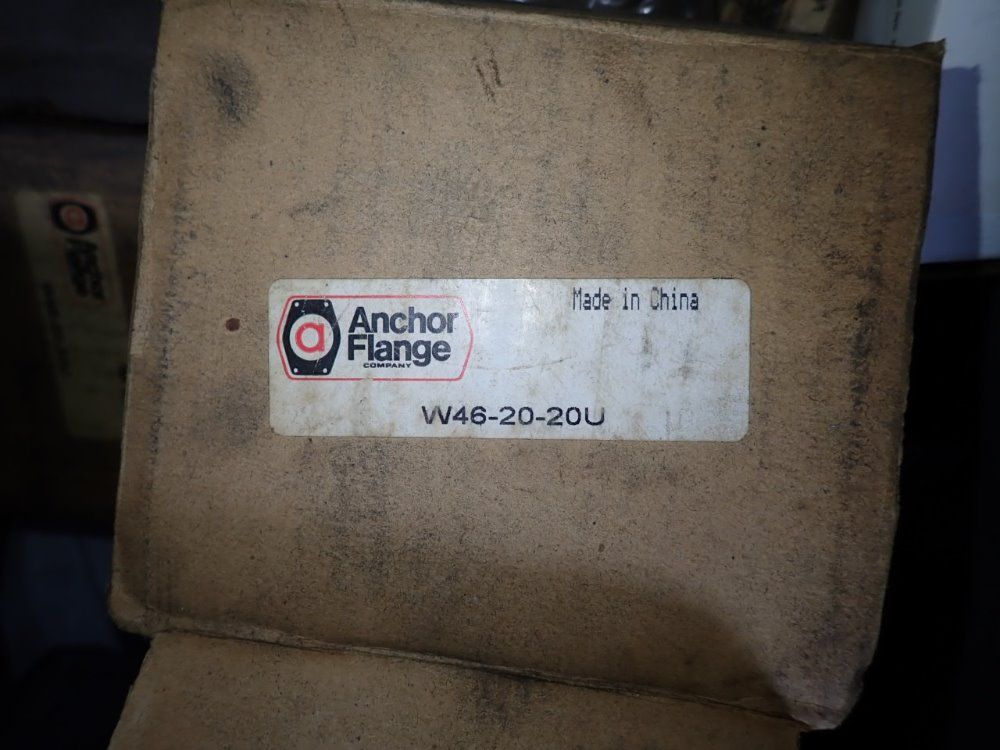 Made in China
a
Anchor
Flange
COMPANY
W46-20-20U